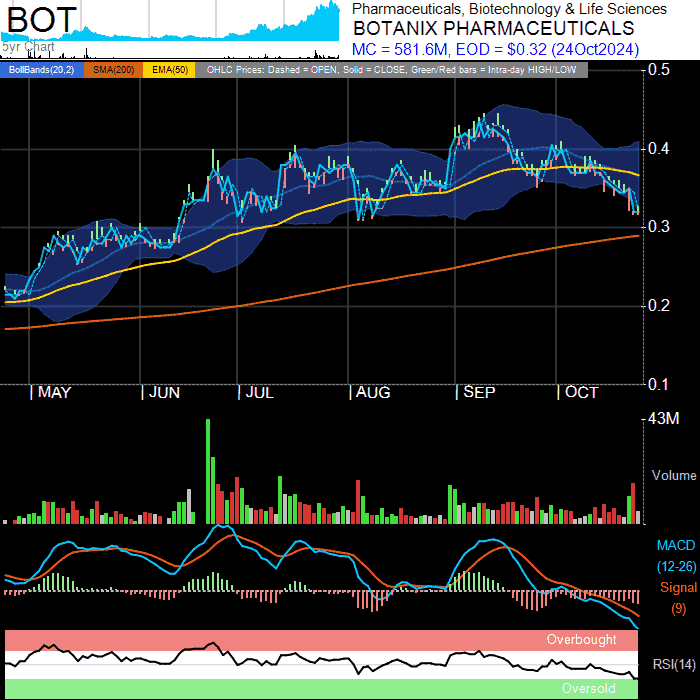 BOT
5yr Chart
Pharmaceuticals, Biotechnology & Life Sciences
BOTANIX PHARMACEUTICALS
MC = 581.6M, EOD = $0.32 (24Oct2024)
BollBands(20,2) SMA(200) EMA(50) OHLC Prices: Dashed = OPEN, Solid = CLOSE, Green/Red bars = Intra-day HIGH/LOW
0.5
0.4
0.3
0.2
0.1
MAY JUN JUL AUG SEP OCT
43M
Volume
MACD
(12-26)
Signal
(9)
Overbought
RSI(14)
Oversold